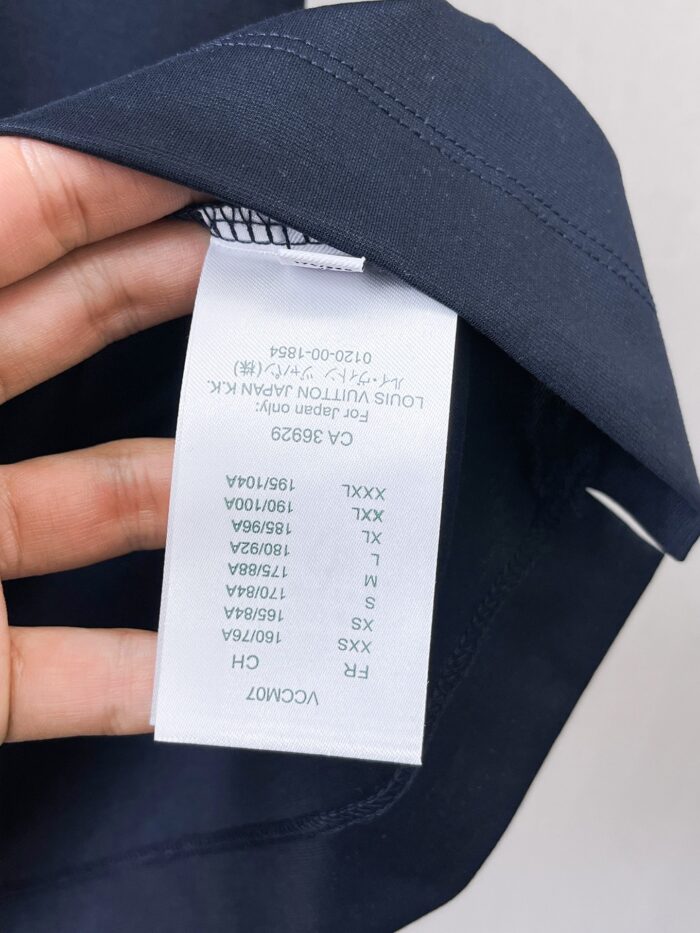 VCCM07
FR CH
XXS 160/76A
XS 165/84A
S 170/84A
M 175/88A
L 180/92A
XL 185/96A
XXL 190/100A
XXXL 195/104A
CA 36929
For Japan only:
LOUIS VUITTON JAPAN K.K.
ルイ・ヴィトン ジャパン(株)
0120-00-1854